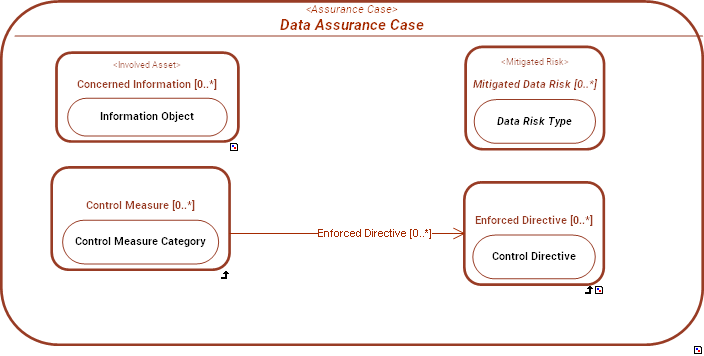 <Assurance Case>
Data Assurance Case
<Involved Asset>
Concerned Information [0..*]
Information Object
<Mitigated Risk>
Mitigated Data Risk [0..*]
Data Risk Type
Control Measure [0..*]
Control Measure Category
Enforced Directive [0..*]
Enforced Directive [0..*]
Control Directive